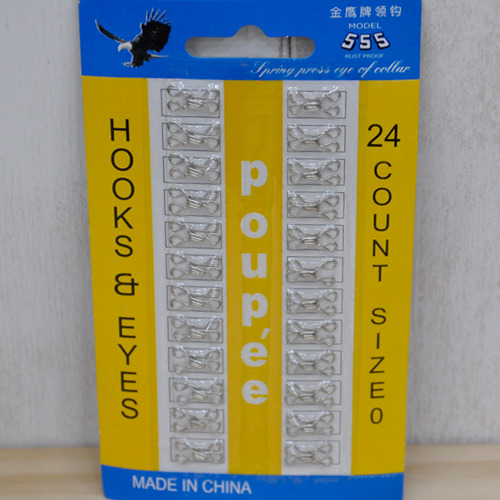 金鹰牌领钩
MODEL
555
RUST PROOF
Spring press eye of collar
HOOKS & EYES
poupée
24 COUNT SIZE 0
MADE IN CHINA